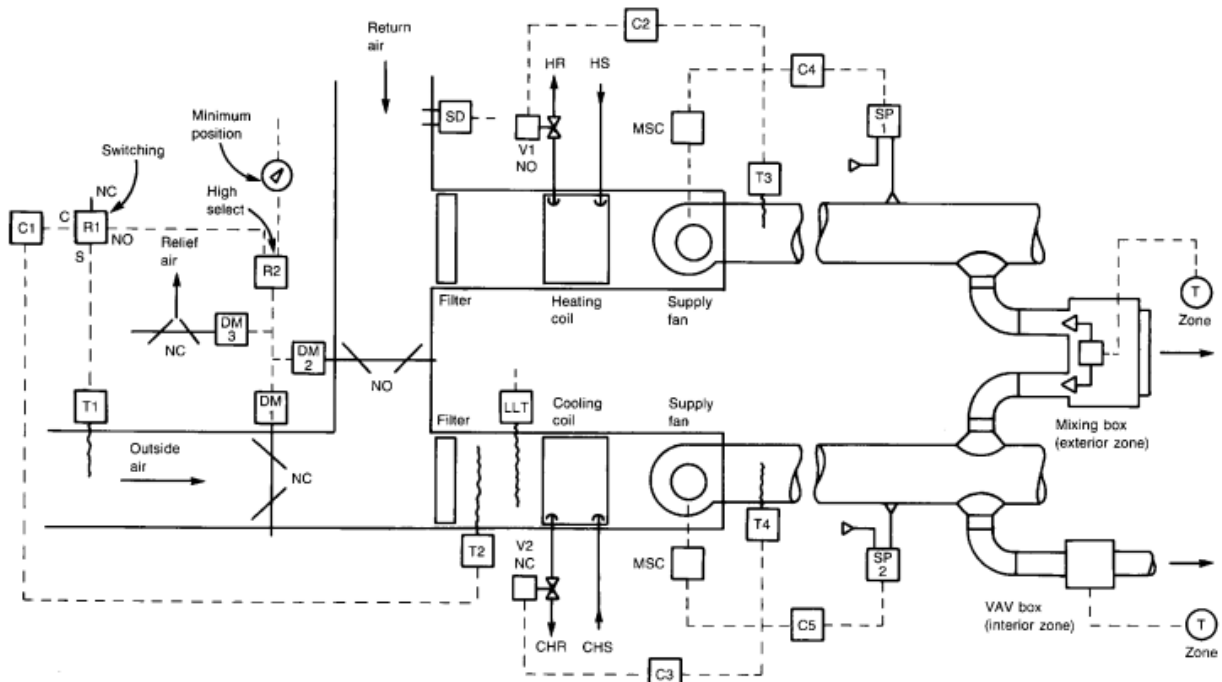 Return
air
C2
HR
HS
C4
Minimum
position
SD
MSC
SP
1
V1
NO
Switching
T3
NC
High
select
C1
C
R1
NO
S
Relief
air
R2
T
Zone
DM
3
NC
Filter
Heating
coil
Supply
fan
DM
2
NO
T1
DM
LLT
Cooling
coil
Supply
fan
Filter
Mixing box
(exterior zone)
Outside
air
NC
T4
T2
V2
NC
MSC
SP
2
VAV box
(interior zone)
C5
T
Zone
CHR
CHS
C3